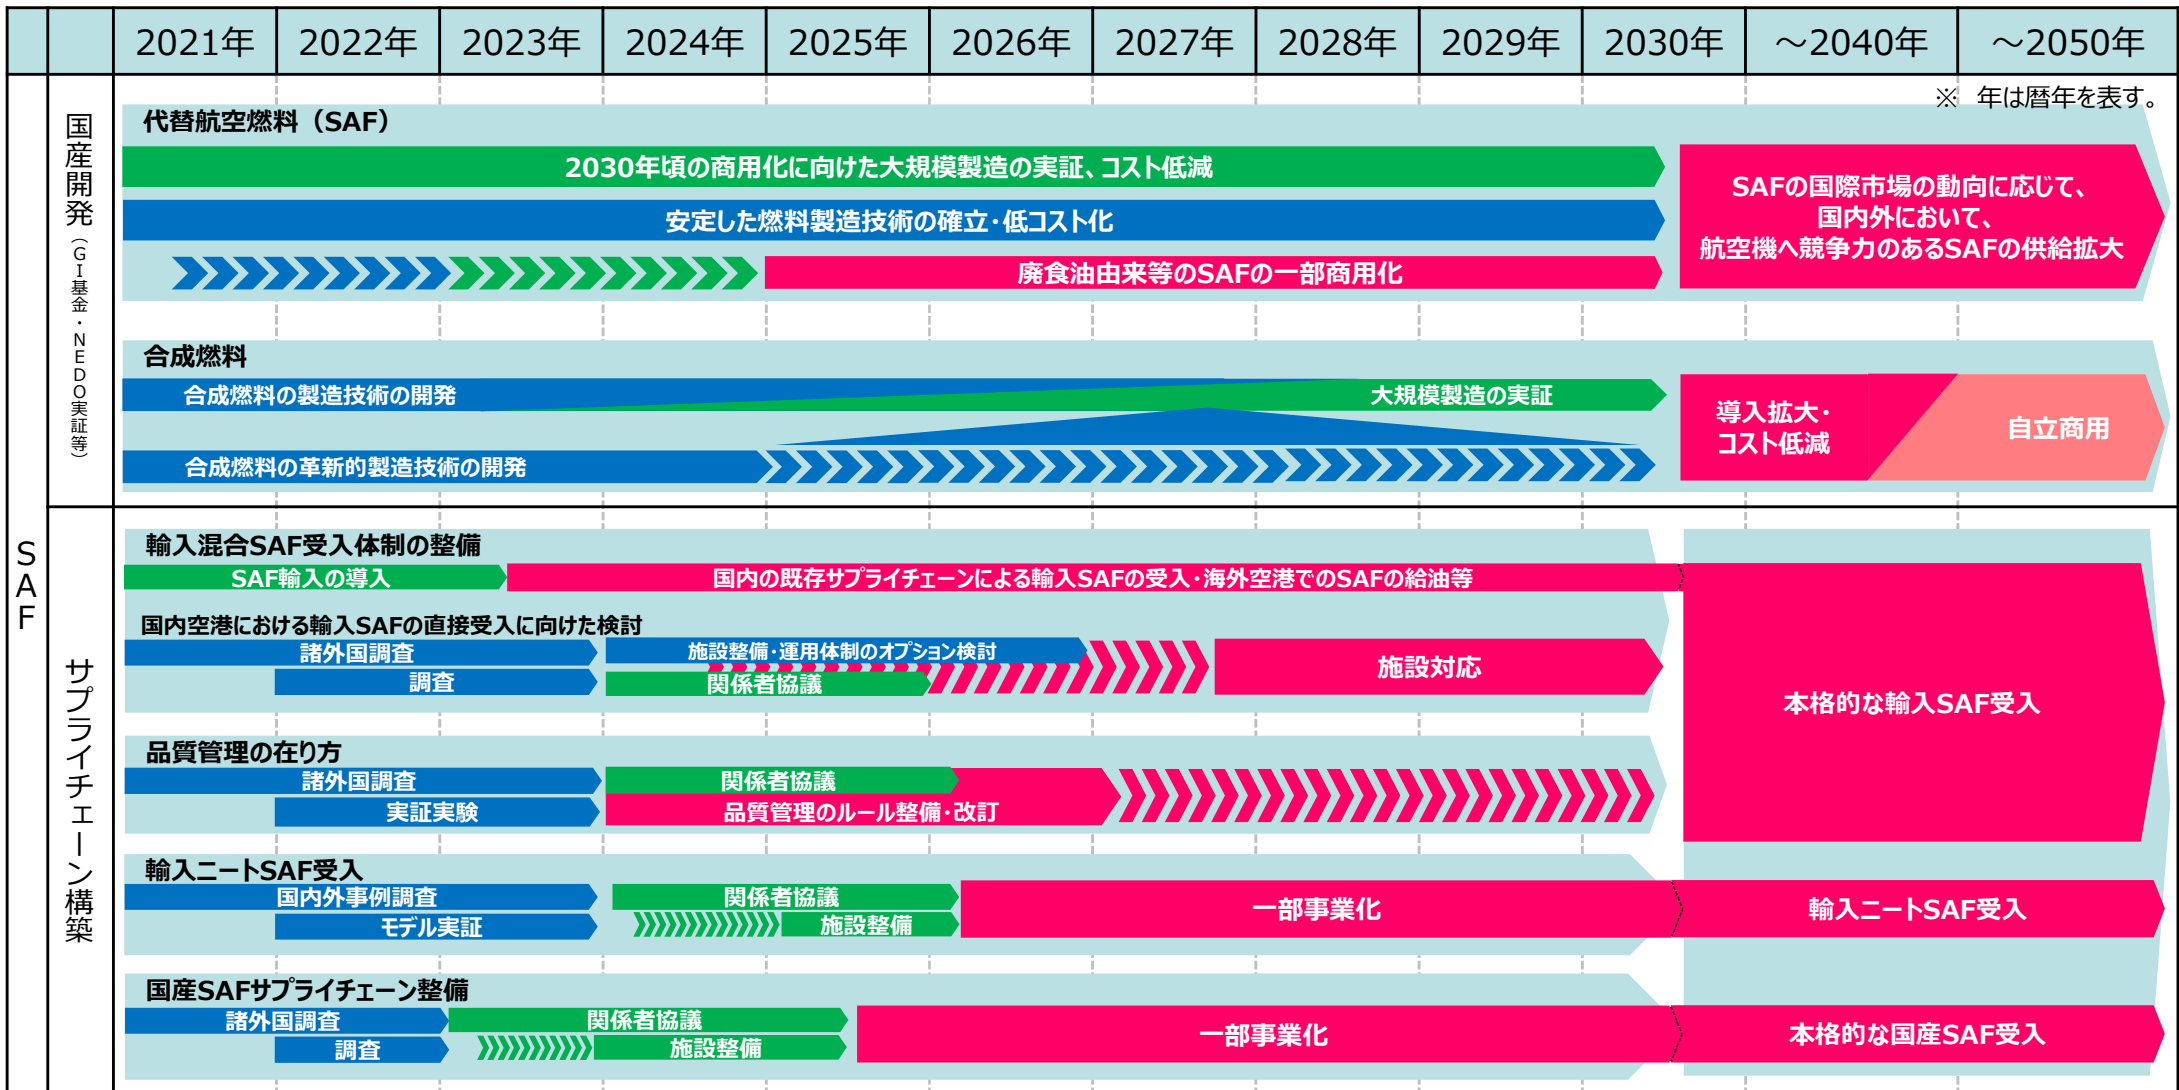 2021年 2022年 2023年 2024年 2025年 2026年 2027年 2028年 2029年 2030年 ～2040年 ～2050年
※ 年は暦年を表す。
SAF
国産開発（GI基金・NEDO実証等）
代替航空燃料（SAF）
2030年頃の商用化に向けた大規模製造の実証、コスト低減
安定した燃料製造技術の確立・低コスト化
廃食油由来等のSAFの一部商用化
SAFの国際市場の動向に応じて、
国内外において、
航空機へ競争力のあるSAFの供給拡大
合成燃料
合成燃料の製造技術の開発
大規模製造の実証
合成燃料の革新的製造技術の開発
導入拡大・
コスト低減
自立商用
サプライチェーン構築
輸入混合SAF受入体制の整備
SAF輸入の導入
国内の既存サプライチェーンによる輸入SAFの受入・海外空港でのSAFの給油等
国内空港における輸入SAFの直接受入に向けた検討
諸外国調査
施設整備・運用体制のオプション検討
調査
関係者協議
施設対応
本格的な輸入SAF受入
品質管理の在り方
諸外国調査
関係者協議
実証実験
品質管理のルール整備・改訂
輸入ニートSAF受入
国内外事例調査
関係者協議
モデル実証
施設整備
一部事業化
輸入ニートSAF受入
国産SAFサプライチェーン整備
諸外国調査
関係者協議
調査
施設整備
一部事業化
本格的な国産SAF受入